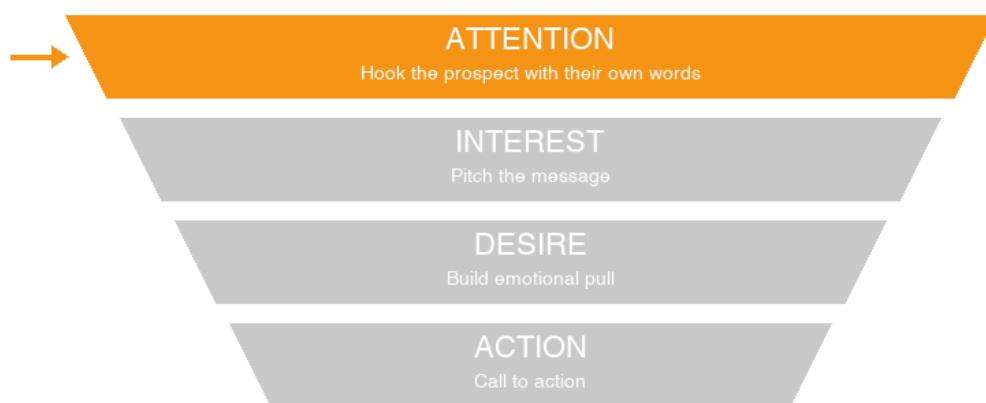 ATTENTION
Hook the prospect with their own words
INTEREST
Pitch the message
DESIRE
Build emotional pull
ACTION
Call to action